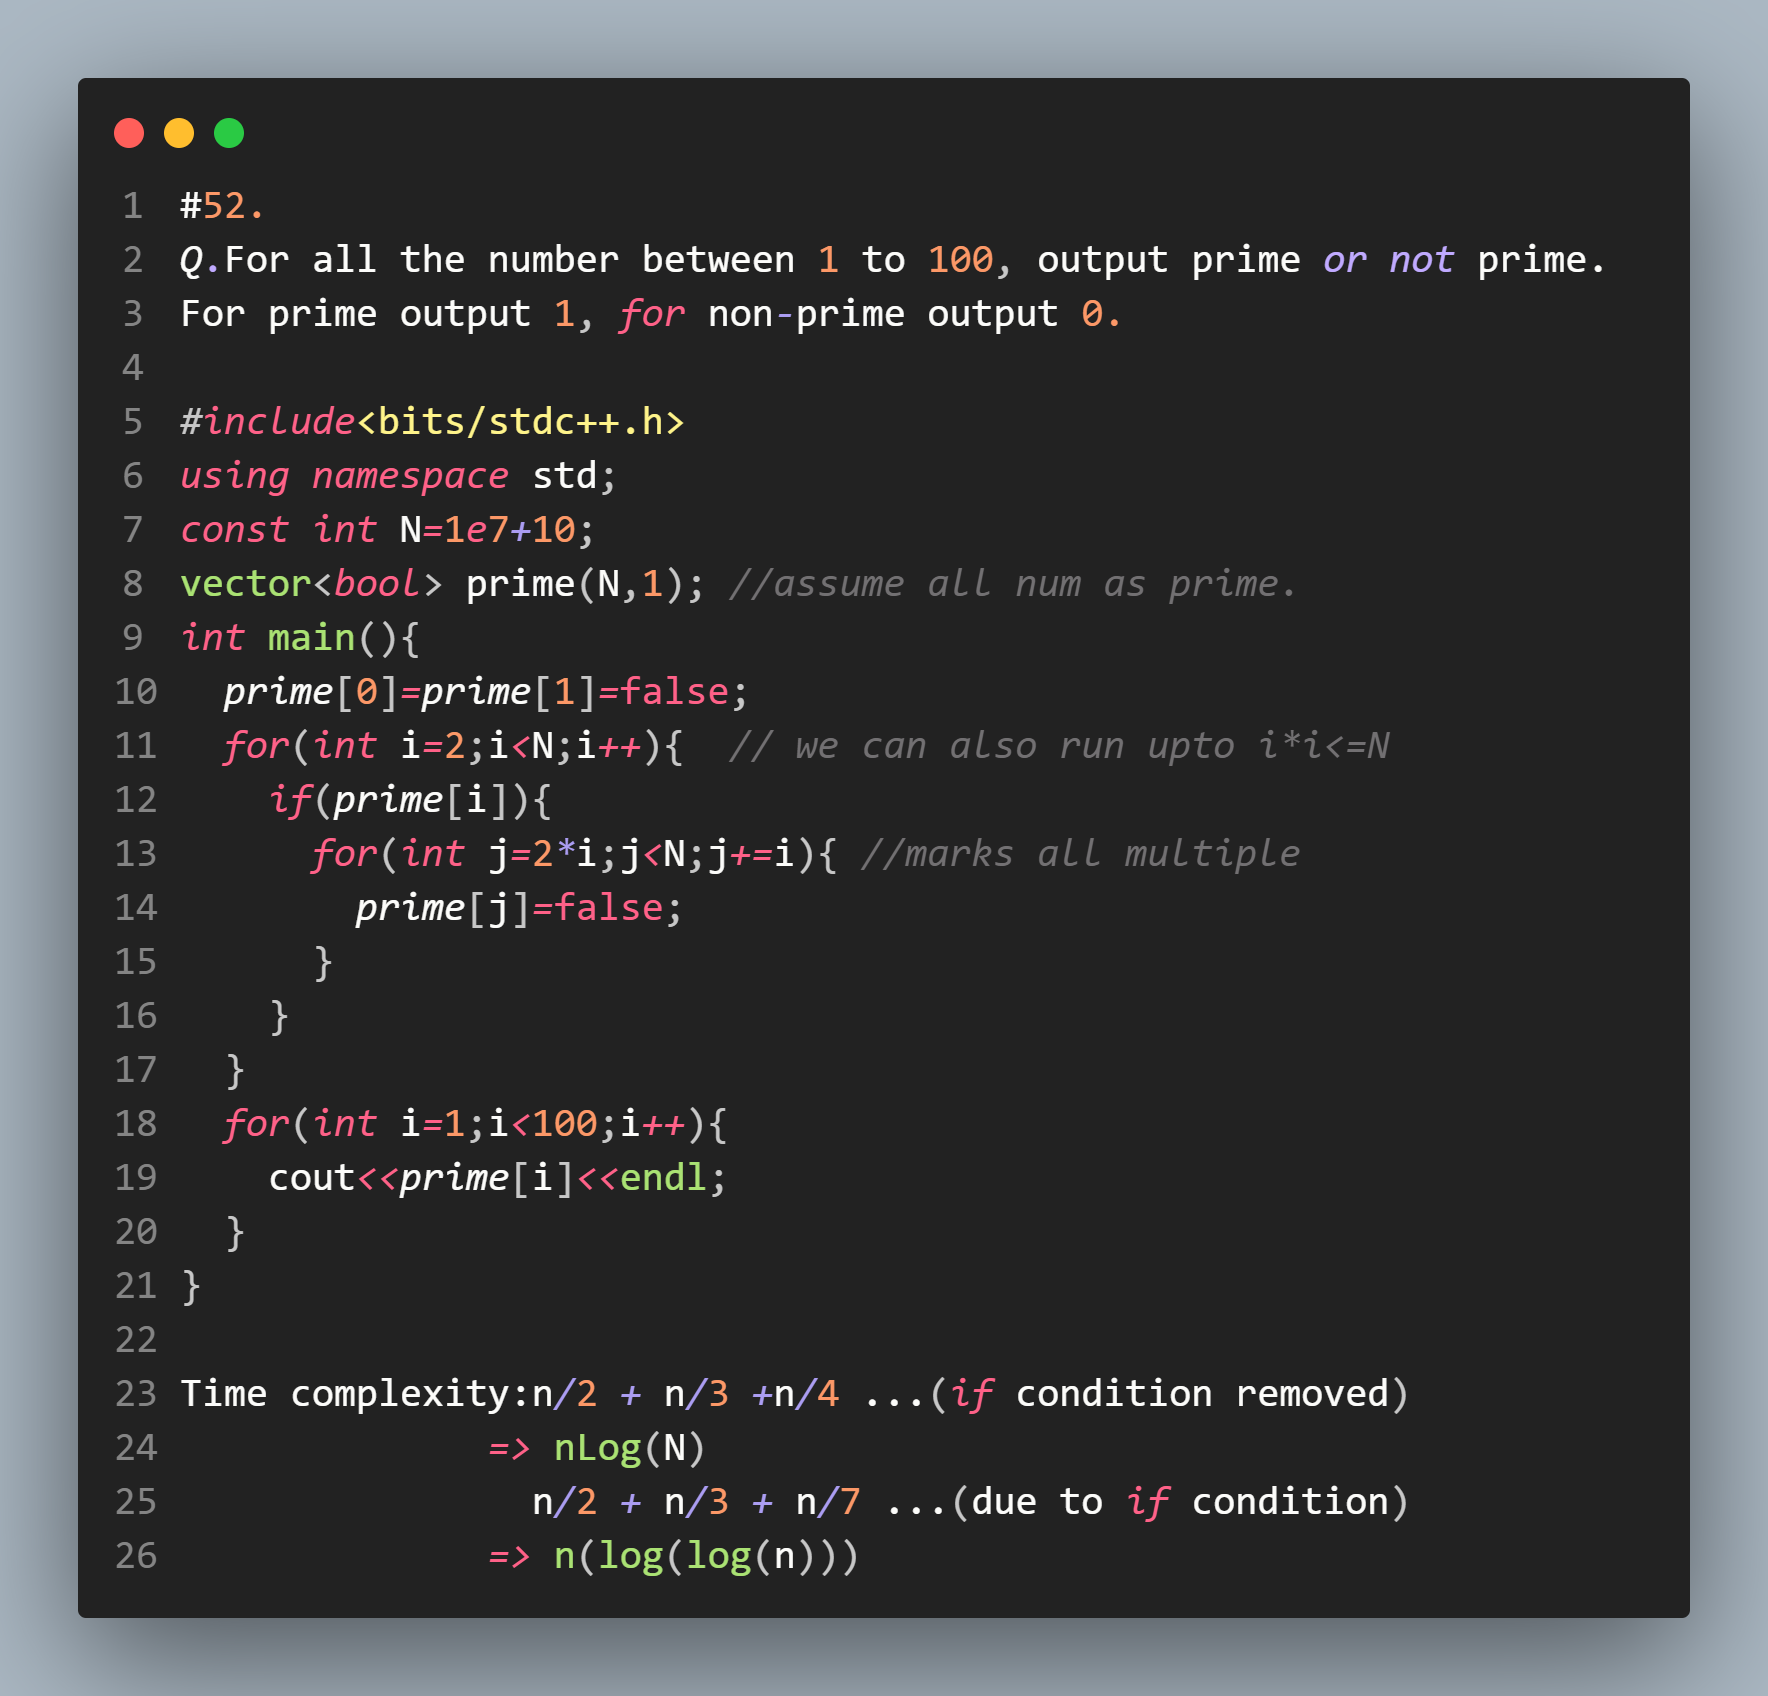 1 #52.
2 Q.For all the number between 1 to 100, output prime or not prime.
3 For prime output 1, for non-prime output 0.
4
5 #include<bits/stdc++.h>
6 using namespace std;
7 const int N=1e7+10;
8 vector<bool> prime(N,1); //assume all num as prime.
9 int main(){
10   prime[0]=prime[1]=false;
11   for(int i=2;i<N;i++){  // we can also run upto i*i<=N
12     if(prime[i]){
13       for(int j=2*i;j<N;j+=i){ //marks all multiple
14         prime[j]=false;
15       }
16     }
17   }
18   for(int i=1;i<100;i++){
19     cout<<prime[i]<<endl;
20   }
21 }
22
23 Time complexity:n/2 + n/3 +n/4 ...(if condition removed)
24               => nLog(N)
25                 n/2 + n/3 + n/7 ...(due to if condition)
26               => n(log(log(n)))